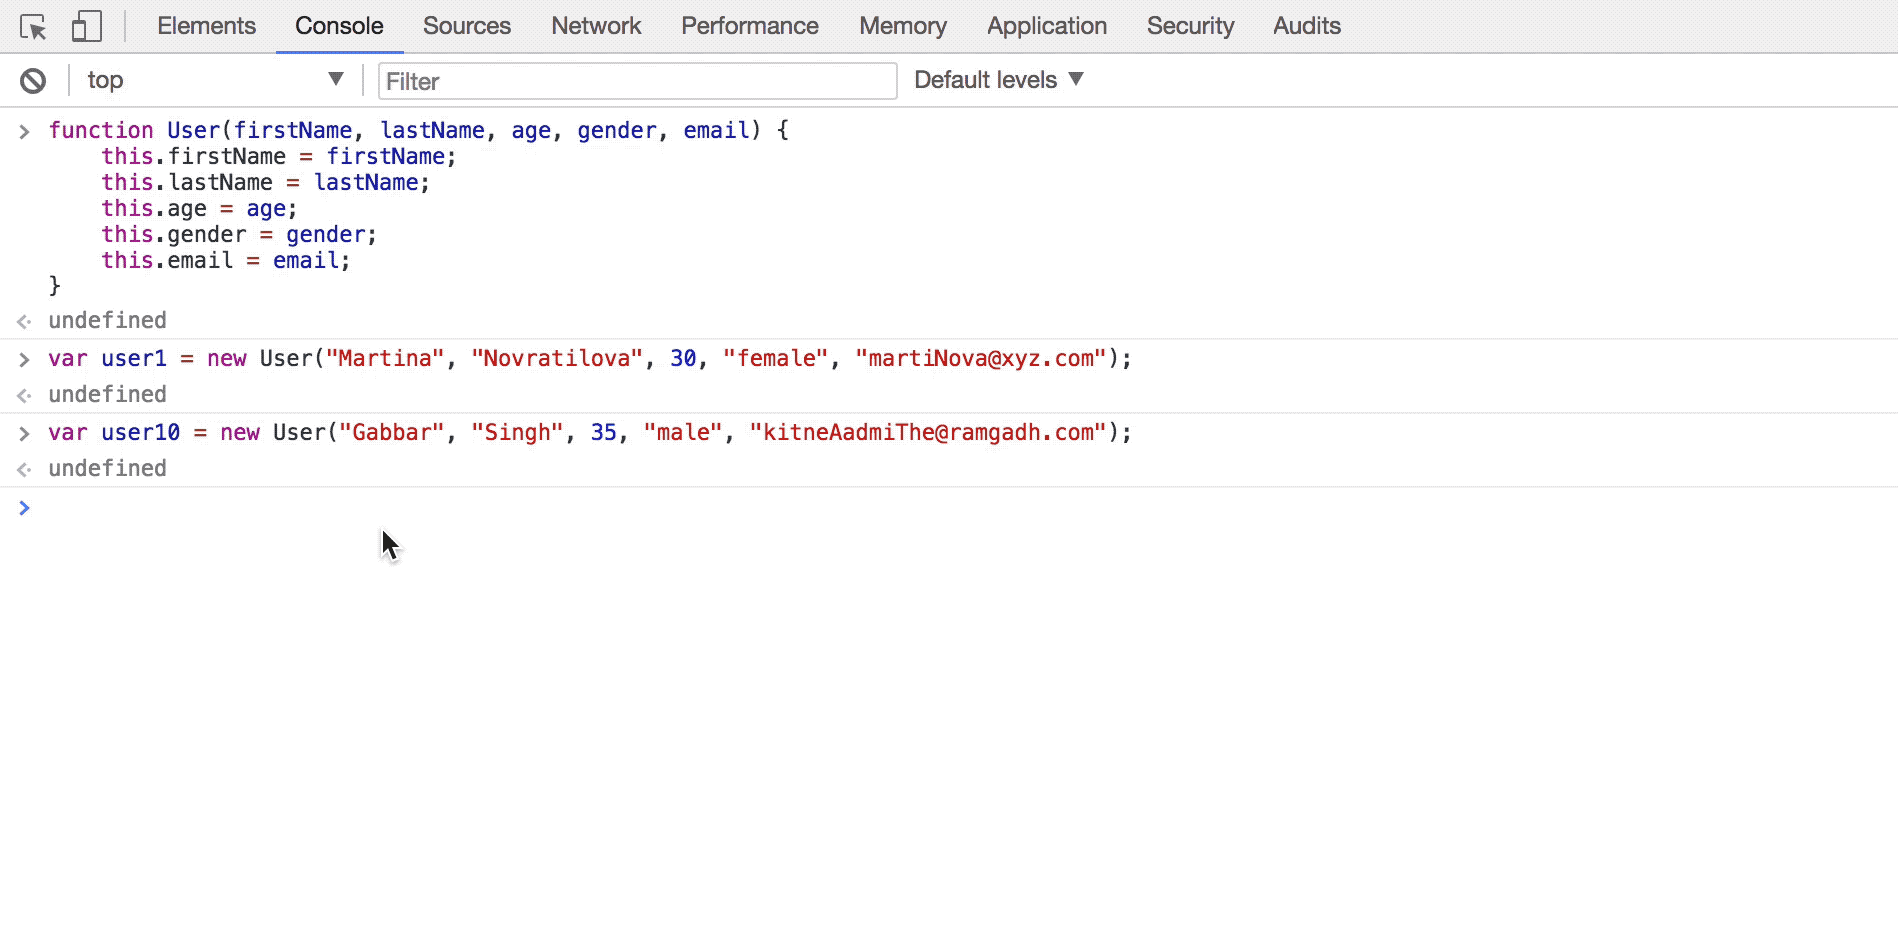 Elements Console Sources Network Performance Memory Application Security Audits
top ▼ Filter Default levels ▼
> function User(firstName, lastName, age, gender, email) {
    this.firstName = firstName;
    this.lastName = lastName;
    this.age = age;
    this.gender = gender;
    this.email = email;
}
undefined
> var user1 = new User("Martina", "Novratilova", 30, "female", "martiNova@xyz.com");
undefined
> var user10 = new User("Gabbar", "Singh", 35, "male", "kitneAadmiThe@ramgadh.com");
undefined
>